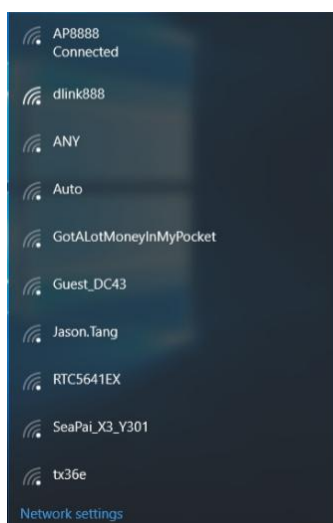 AP8888
Connected
dlink888
ANY
Auto
GotALotMoneyInMyPocket
Guest_DC43
Jason.Tang
RTC5641EX
SeaPai_X3_Y301
tx36e
Network settings